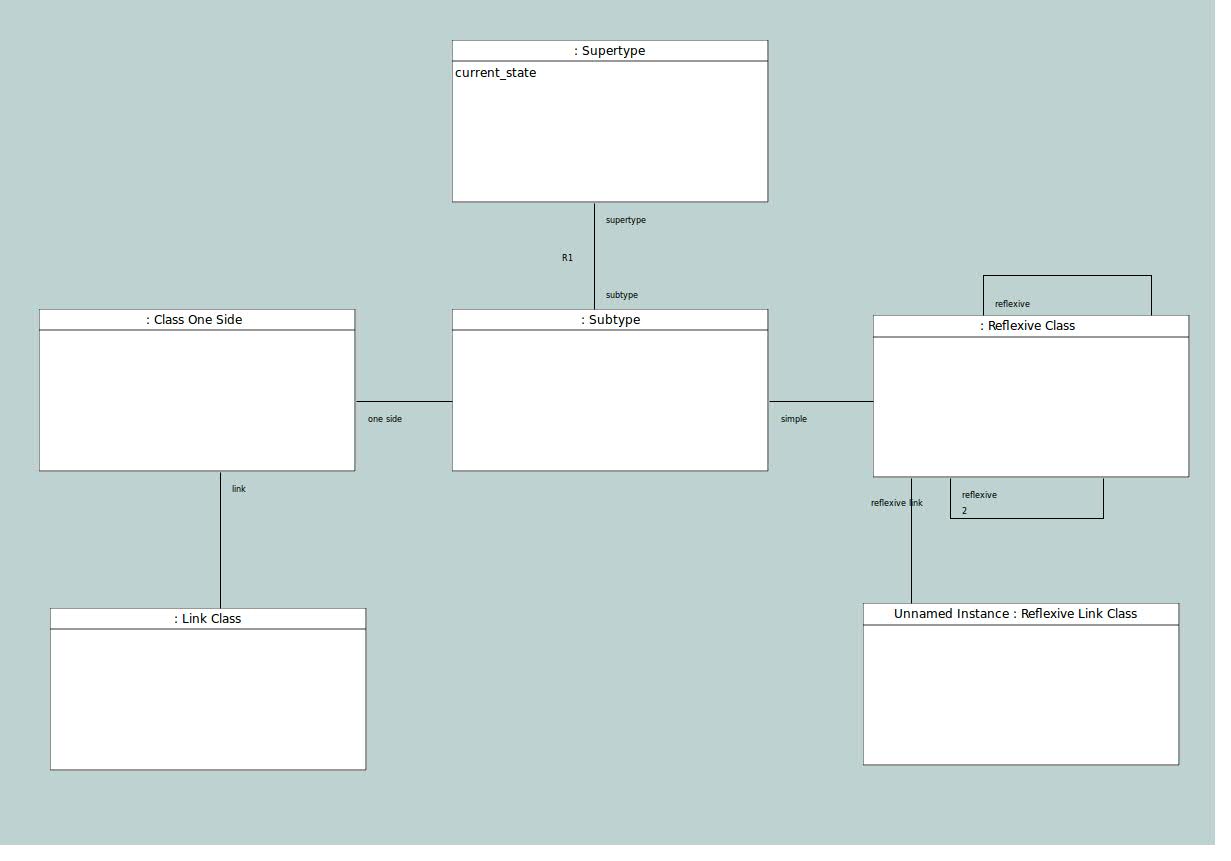 : Supertype
current_state
supertype
R1
subtype
reflexive
: Class One Side
: Subtype
: Reflexive Class
one side
simple
link
reflexive link
reflexive
2
: Link Class
Unnamed Instance : Reflexive Link Class